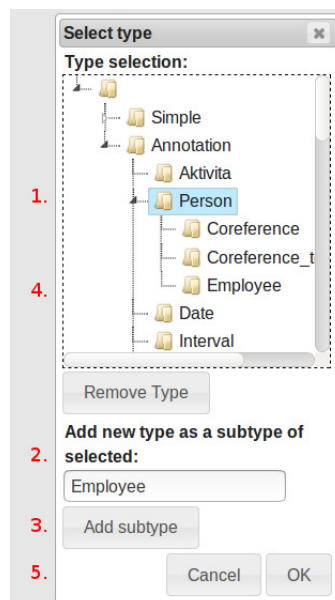 Select type
Type selection:
Simple
Annotation
Aktivita
1. Person
Coreference
Coreference_t
4. Employee
Date
Interval
Remove Type
Add new type as a subtype of
2. selected:
Employee
3. Add subtype
5. Cancel OK